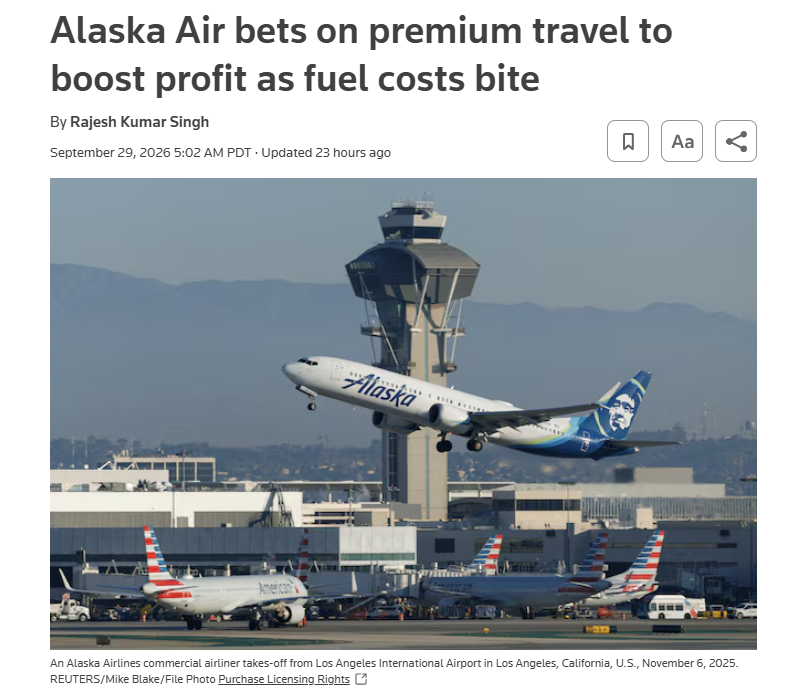 Alaska Air bets on premium travel to
boost profit as fuel costs bite
By Rajesh Kumar Singh
September 29, 2026 5:02 AM PDT · Updated 23 hours ago
Aa
Alaska
American
An Alaska Airlines commercial airliner takes-off from Los Angeles International Airport in Los Angeles, California, U.S., November 6, 2025.
REUTERS/Mike Blake/File Photo Purchase Licensing Rights